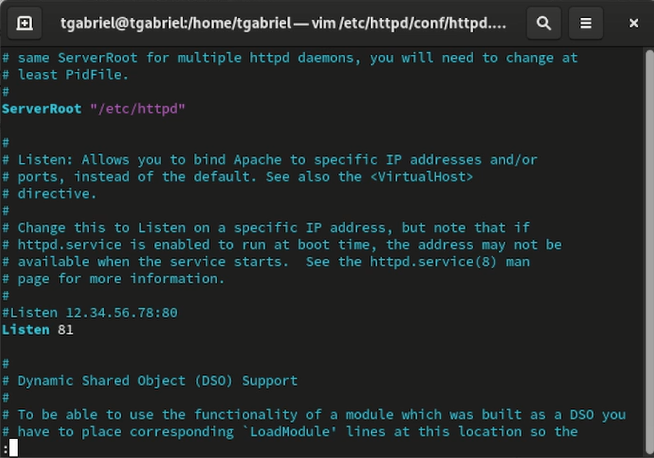 tgabriel@tgabriel:/home/tgabriel — vim /etc/httpd/conf/httpd....
# same ServerRoot for multiple httpd daemons, you will need to change at
# least PidFile.
#
ServerRoot "/etc/httpd"
#
# Listen: Allows you to bind Apache to specific IP addresses and/or
# ports, instead of the default. See also the <VirtualHost>
# directive.
#
# Change this to Listen on a specific IP address, but note that if
# httpd.service is enabled to run at boot time, the address may not be
# available when the service starts.  See the httpd.service(8) man
# page for more information.
#
#Listen 12.34.56.78:80
Listen 81
#
# Dynamic Shared Object (DSO) Support
#
# To be able to use the functionality of a module which was built as a DSO you
# have to place corresponding `LoadModule' lines at this location so the
: